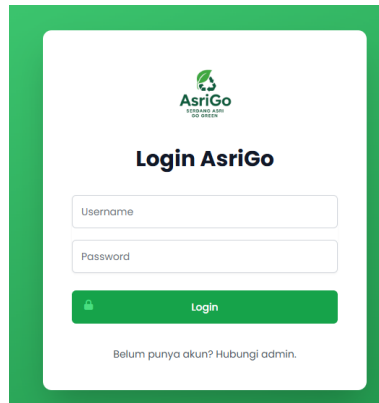 AsriGo
SERDANG ASRI
GO GREEN
Login AsriGo
Username
Password
Login
Belum punya akun? Hubungi admin.